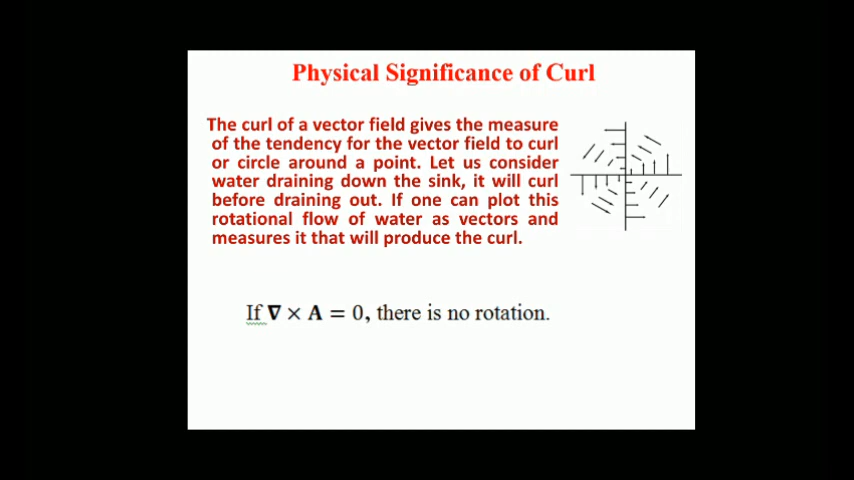 Physical Significance of Curl
The curl of a vector field gives the measure
of the tendency for the vector field to curl
or circle around a point. Let us consider
water draining down the sink, it will curl
before draining out. If one can plot this
rotational flow of water as vectors and
measures it that will produce the curl.
If ∇ × A = 0, there is no rotation.